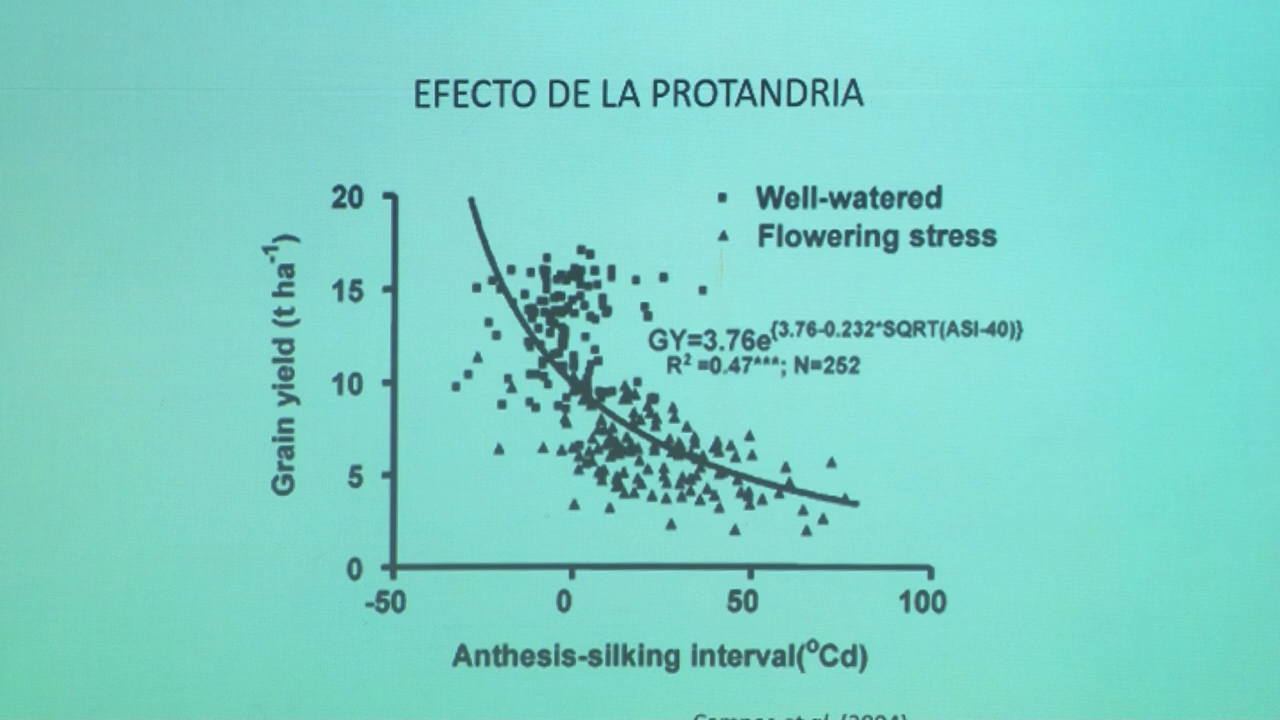 EFECTO DE LA PROTANDRIA
20
15
10
5
0
-50
0
50
100
Grain yield (t ha⁻¹)
Well-watered
Flowering stress
GY=3.76e{3.76-0.232*SQRT(ASI-40)}
R² =0.47***; N=252
Anthesis-silking interval(ºCd)